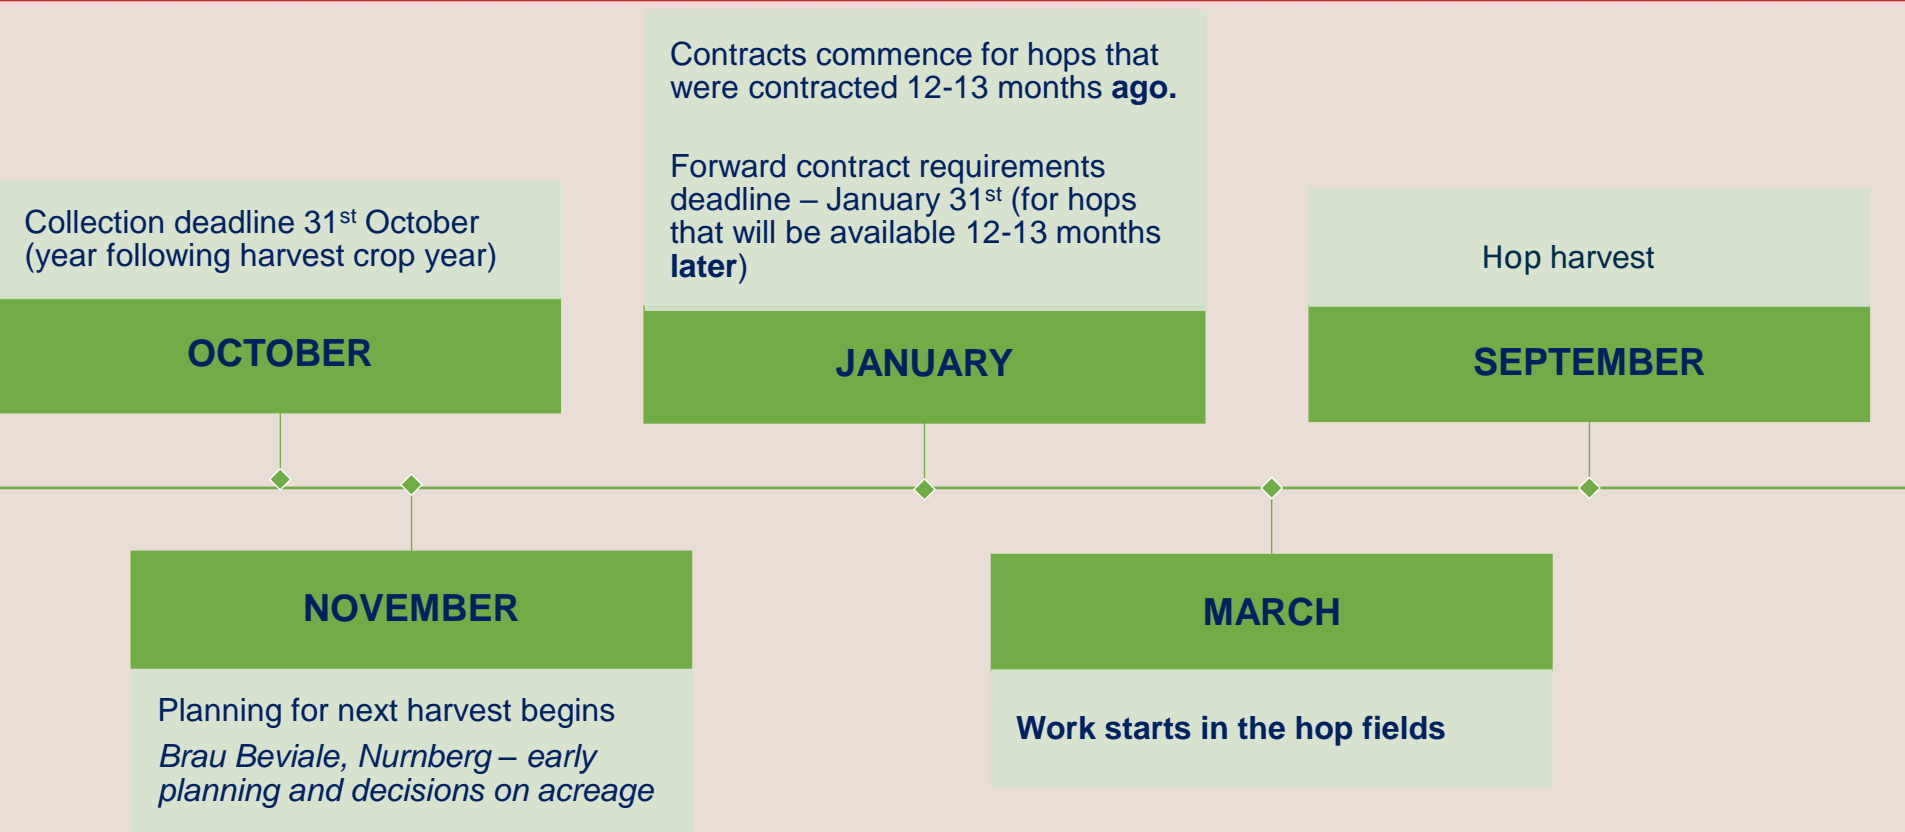 Collection deadline 31st October
(year following harvest crop year)
OCTOBER
NOVEMBER
Planning for next harvest begins
Brau Beviale, Nurnberg – early
planning and decisions on acreage
Contracts commence for hops that
were contracted 12-13 months ago.
Forward contract requirements
deadline – January 31st (for hops
that will be available 12-13 months
later)
JANUARY
MARCH
Work starts in the hop fields
Hop harvest
SEPTEMBER